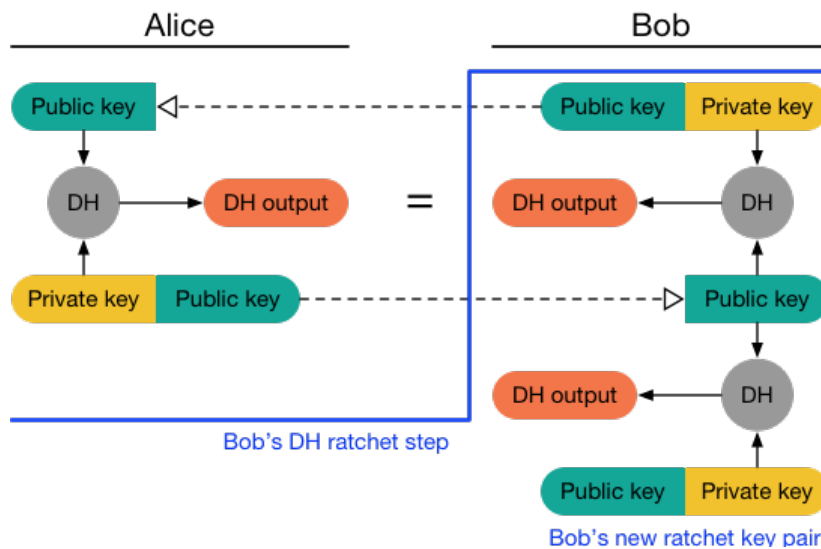 Alice
Bob
Public key
Public key Private key
DH
DH output
=
DH output
DH
Private key Public key
Public key
DH output
DH
Bob's DH ratchet step
Public key Private key
Bob's new ratchet key pair